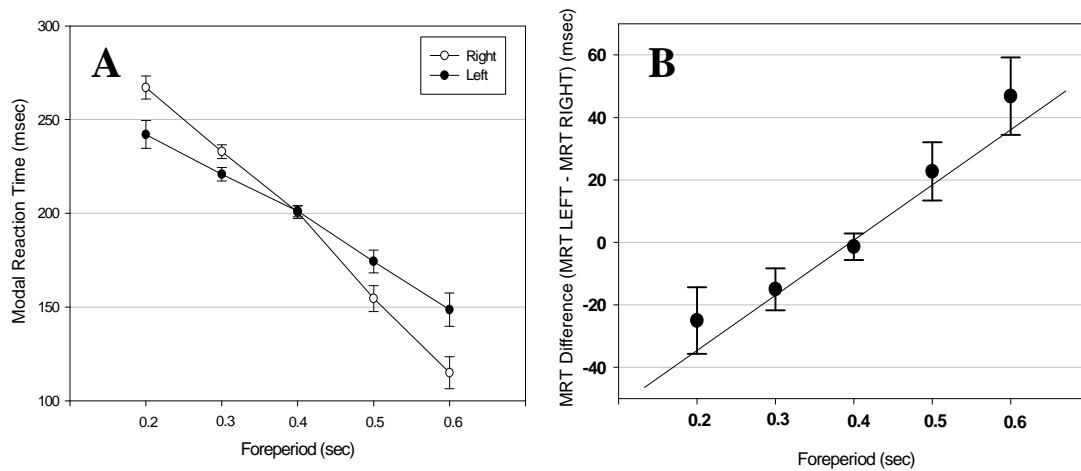 A
Right
Left
Modal Reaction Time (msec)
300
250
200
150
100
0.2 0.3 0.4 0.5 0.6
Foreperiod (sec)
B
MRT Difference (MRT LEFT - MRT RIGHT) (msec)
60
40
20
0
-20
-40
0.2 0.3 0.4 0.5 0.6
Foreperiod (sec)